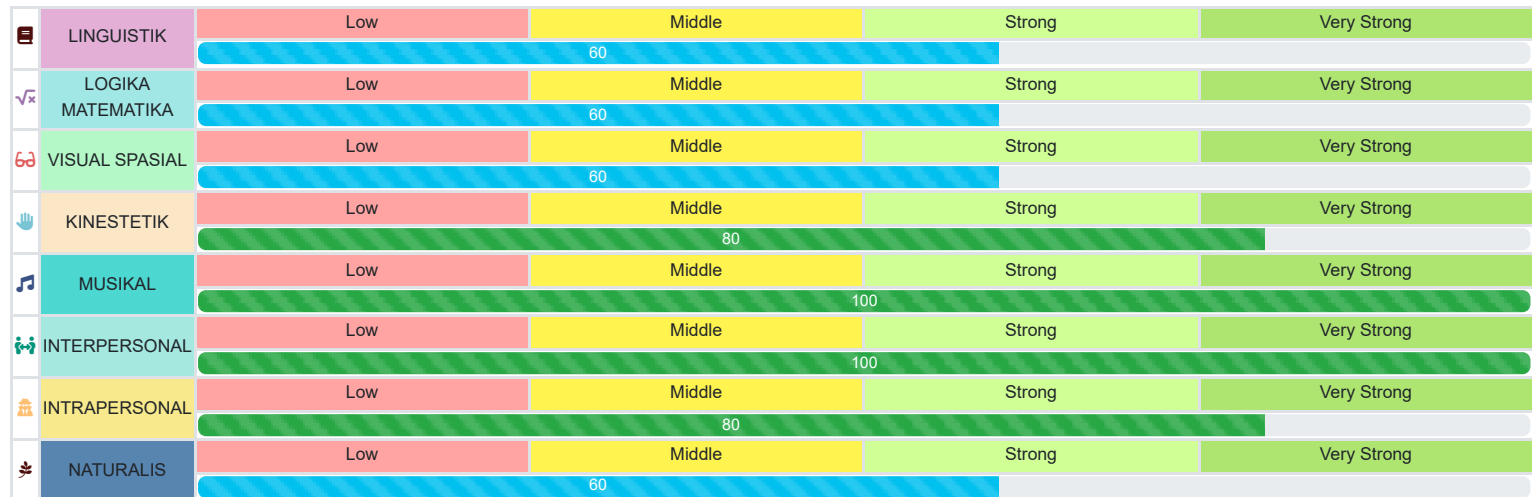 LINGUISTIK
Low Middle Strong Very Strong
60
LOGIKA
MATEMATIKA
Low Middle Strong Very Strong
60
VISUAL SPASIAL
Low Middle Strong Very Strong
60
KINESTETIK
Low Middle Strong Very Strong
80
MUSIKAL
Low Middle Strong Very Strong
100
INTERPERSONAL
Low Middle Strong Very Strong
100
INTRAPERSONAL
Low Middle Strong Very Strong
80
NATURALIS
Low Middle Strong Very Strong
60